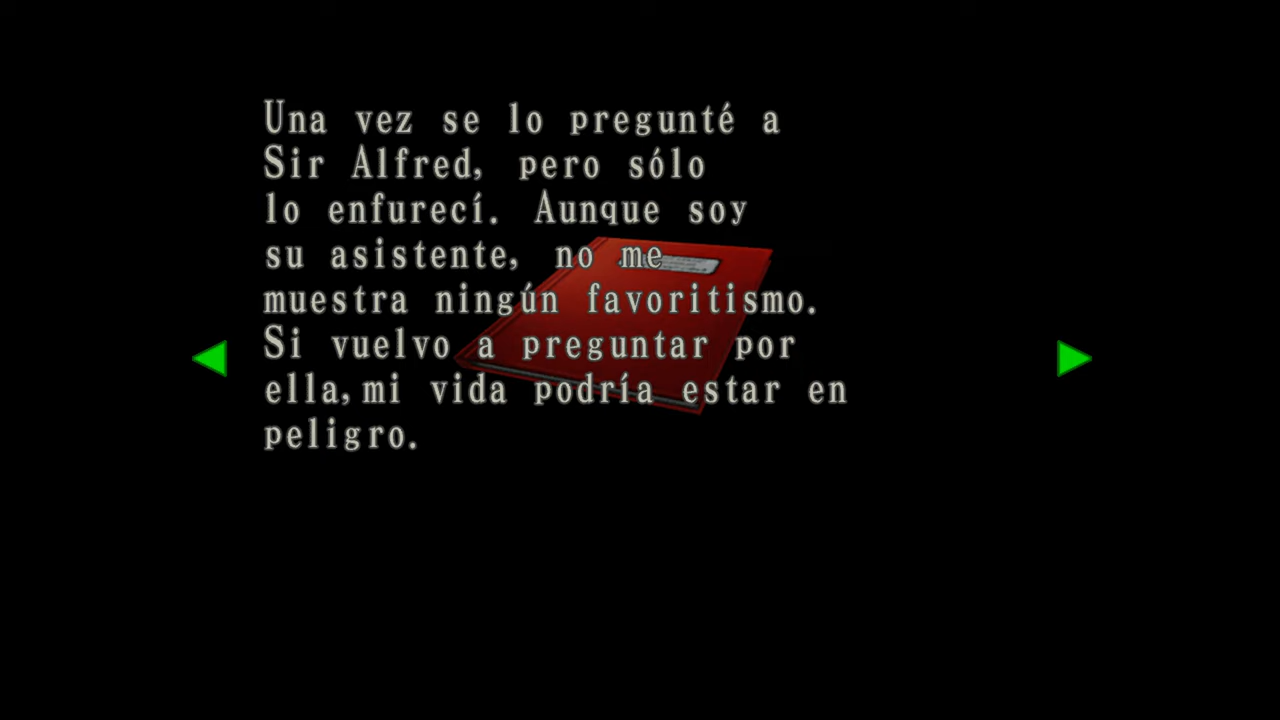 Una vez se lo pregunté a
Sir Alfred, pero sólo
lo enfurecí. Aunque soy
su asistente, no me
muestra ningún favoritismo.
Si vuelvo a preguntar por
ella,mi vida podría estar en
peligro.